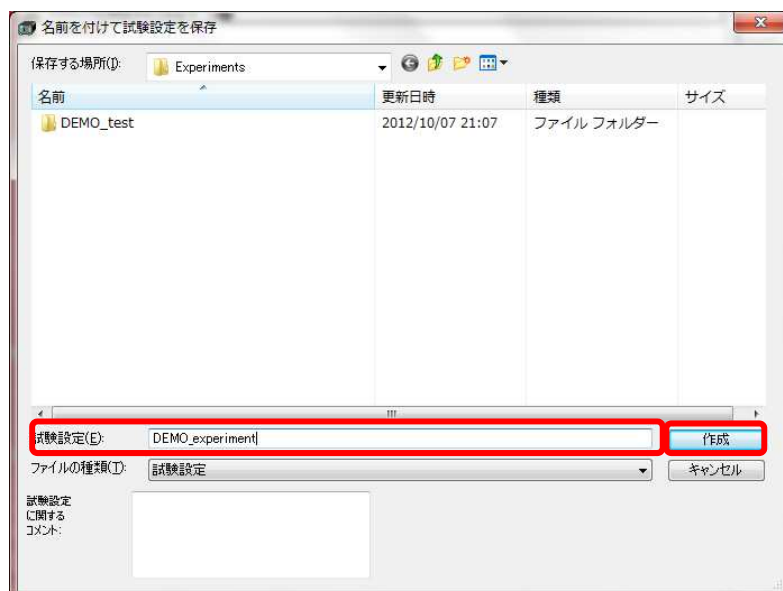 名前を付けて試験設定を保存
保存する場所(I): Experiments
名前 更新日時 種類 サイズ
DEMO_test 2012/10/07 21:07 ファイル フォルダー
試験設定(E): DEMO_experiment 作成
ファイルの種類(T): 試験設定 キャンセル
試験設定
に関する
コメント: